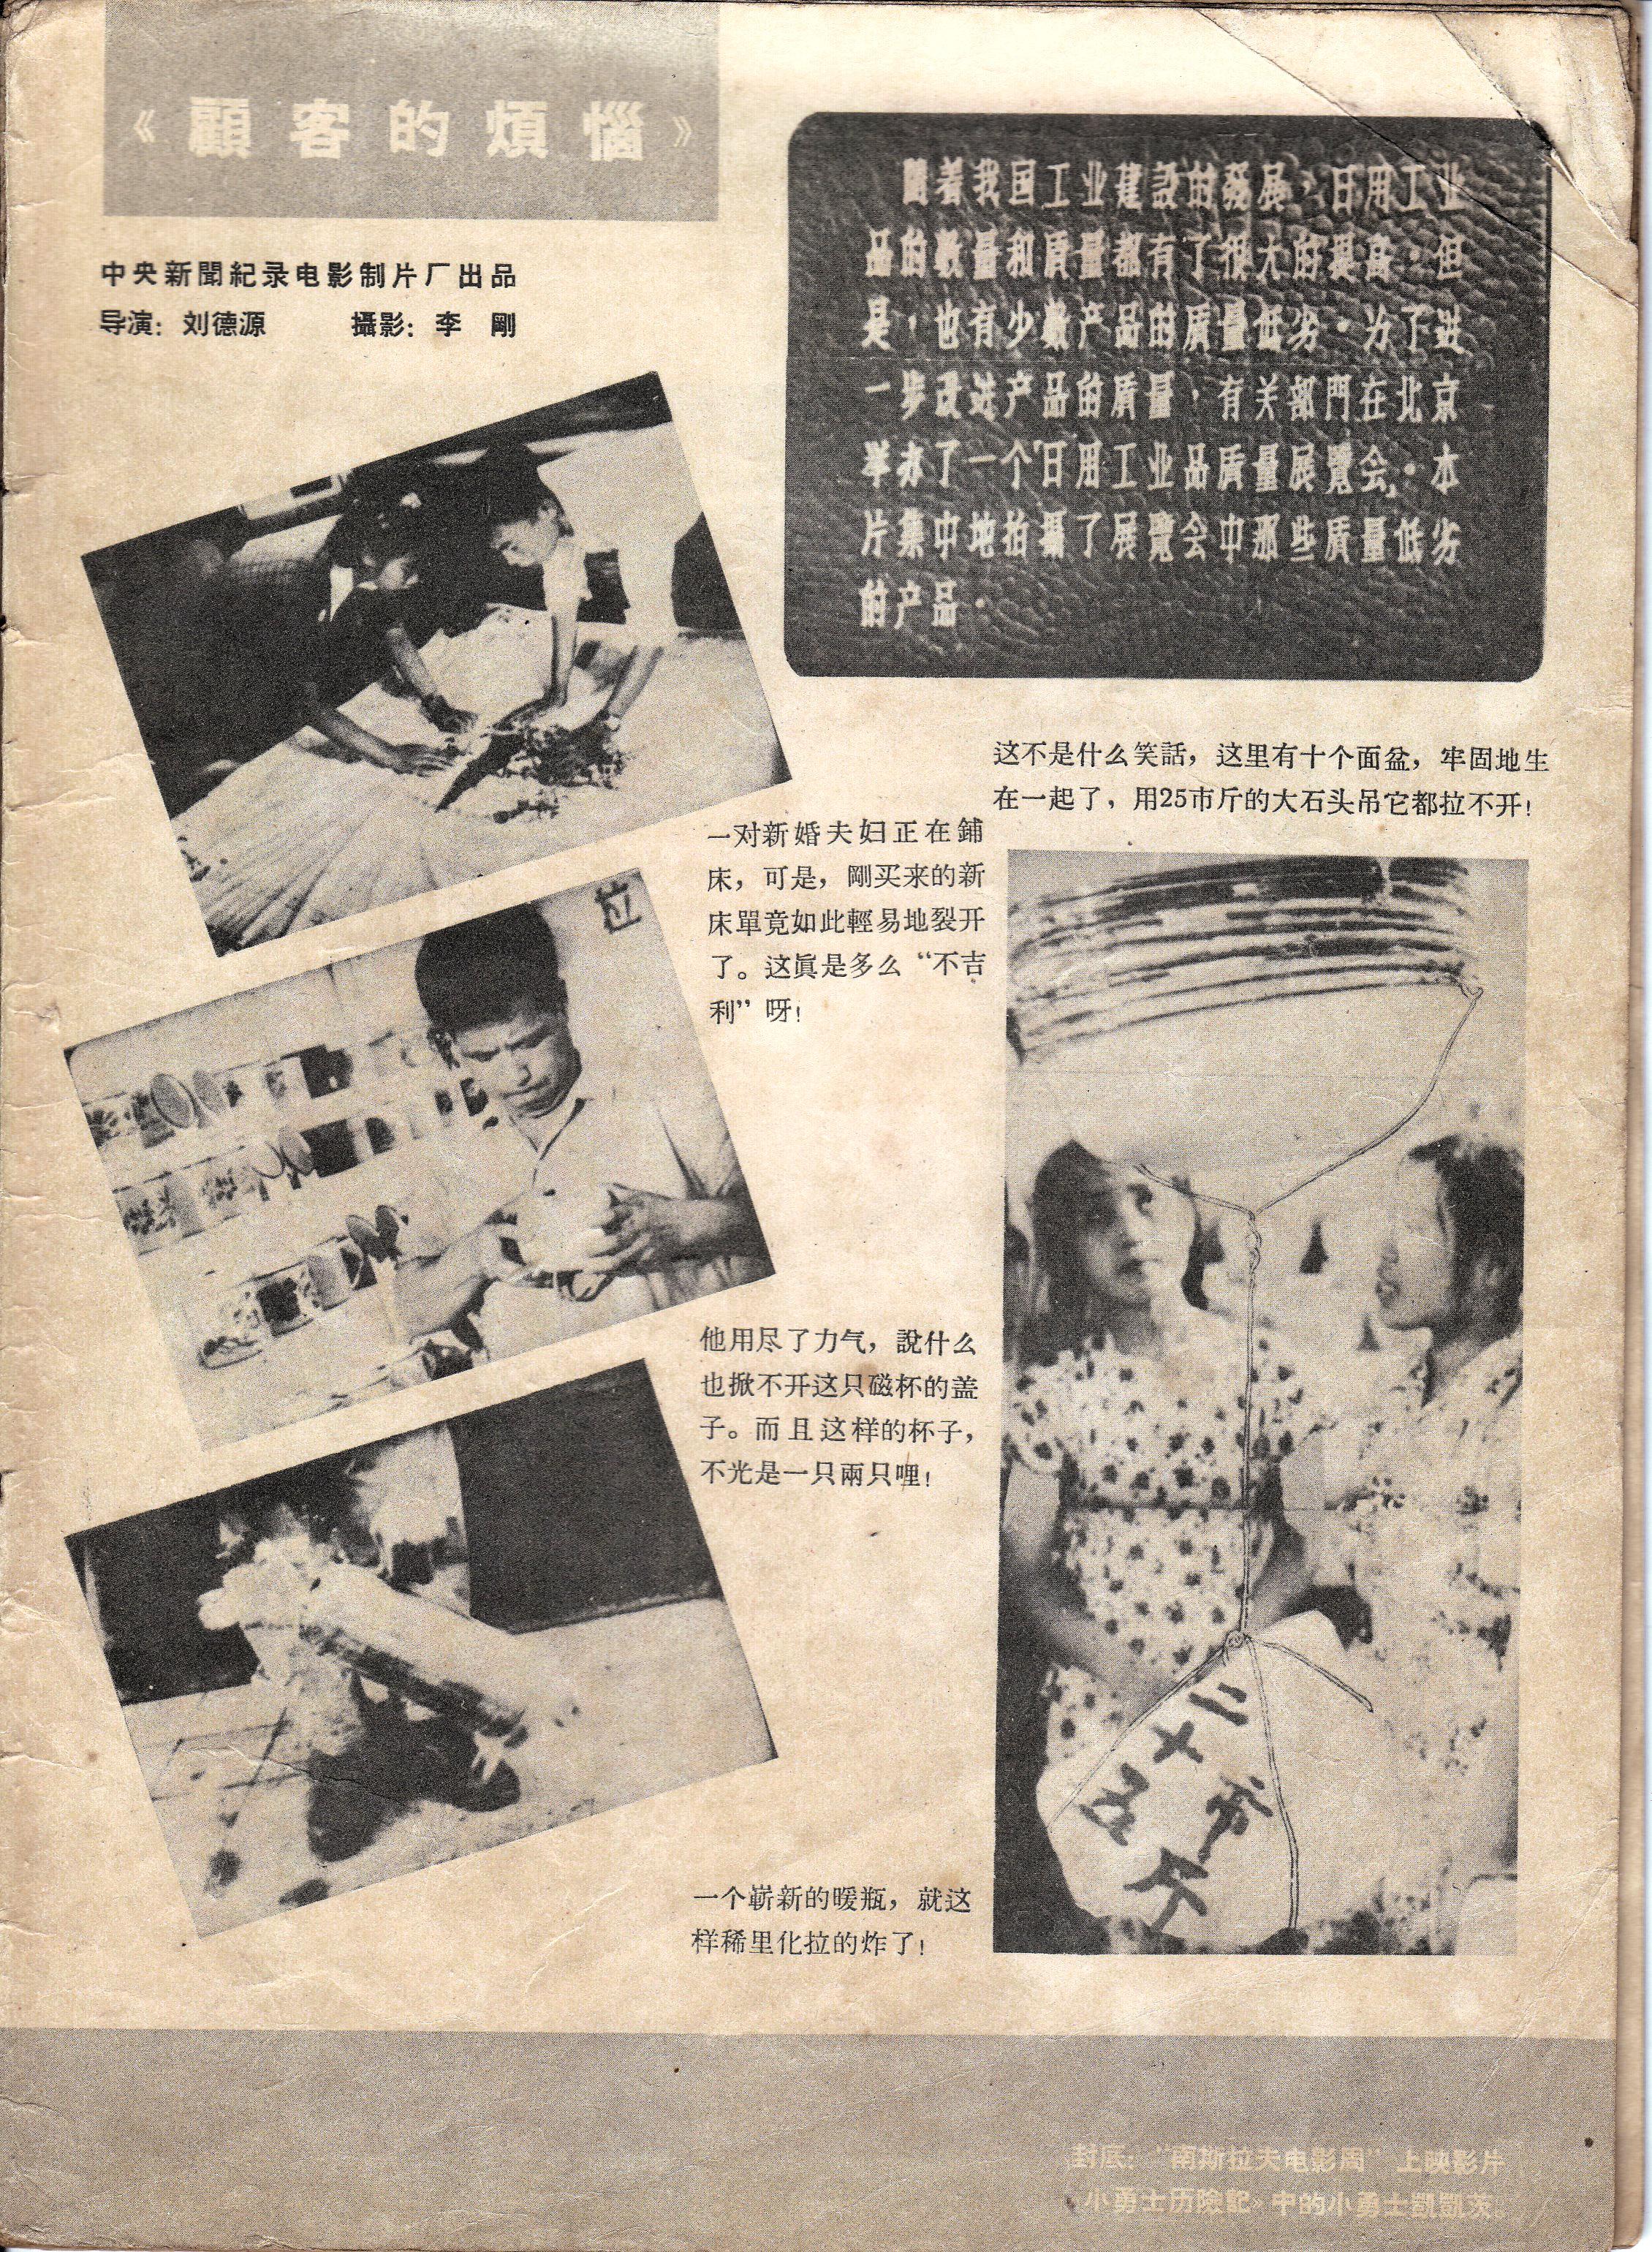 《顧客的煩惱》
中央新聞紀录电影制片厂出品
导演：刘德源　攝影：李　剛
隨着我国工业建設的發展，日用工业
品的数量和质量都有了很大的提高。但
是，也有少数产品的质量低劣。为了进
一步改进产品的质量，有关部門在北京
举办了一个日用工业品质量展覽会。本
片集中地拍攝了展覽会中那些质量低劣
的产品。
这不是什么笑話，这里有十个面盆，牢固地生
在一起了，用25市斤的大石头吊它都拉不开！
一对新婚夫妇正在鋪
床，可是，剛买来的新
床單竟如此輕易地裂开
了。这眞是多么“不吉
利”呀！
拉
他用尽了力气，說什么
也掀不开这只磁杯的盖
子。而且这样的杯子，
不光是一只兩只哩！
二十
五市
斤
一个嶄新的暖瓶，就这
样稀里化拉的炸了！
封底：“南斯拉夫电影周”上映影片
《小勇士历險記》中的小勇士凱凱茨。